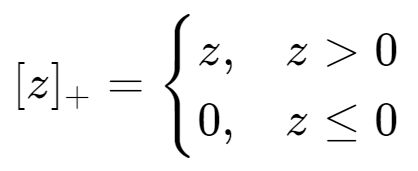 [z]₊ = { z, z > 0
0, z ≤ 0